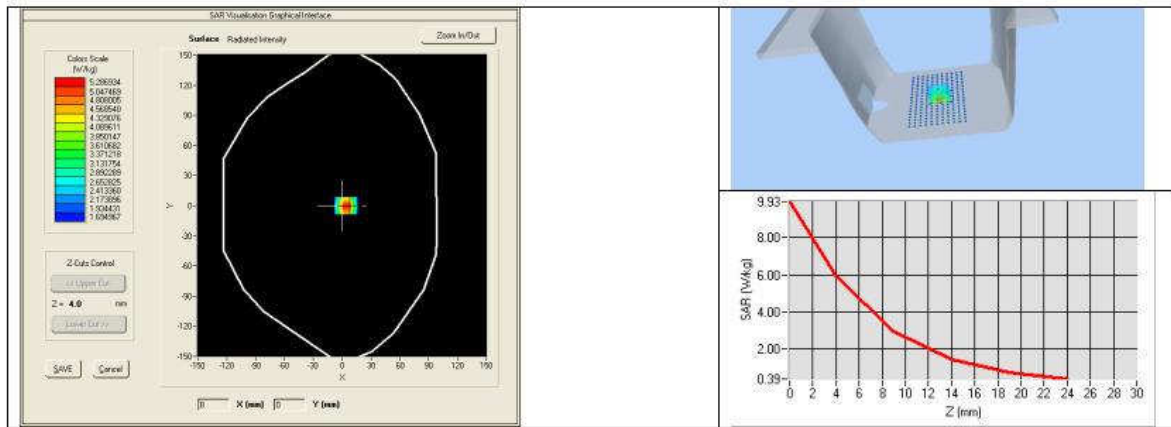 SAR Visualisation Graphical Interface
Surface Radiated Intensity
Zoom In/Out
Colors Scale
(W/kg)
5.286934
5.047469
4.808005
4.568540
4.329076
4.089611
3.850147
3.610682
3.371218
3.131754
2.892289
2.652825
2.413360
2.173896
1.934431
1.694967
150-
120-
90-
60-
30-
0-
-30-
-60-
-90-
-120-
-150-
Y
-150 -120 -90 -60 -30 0 30 60 90 120 150
X
Z-Cuts Control
<< Upper Cut
Z = 4.0 mm
Lower Cut >>
SAVE Cancel
0 X (mm) 0 Y (mm)
9.93-
8.00-
6.00-
4.00-
2.00-
0.39-
SAR (W/kg)
0 2 4 6 8 10 12 14 16 18 20 22 24 26 28 30
Z (mm)